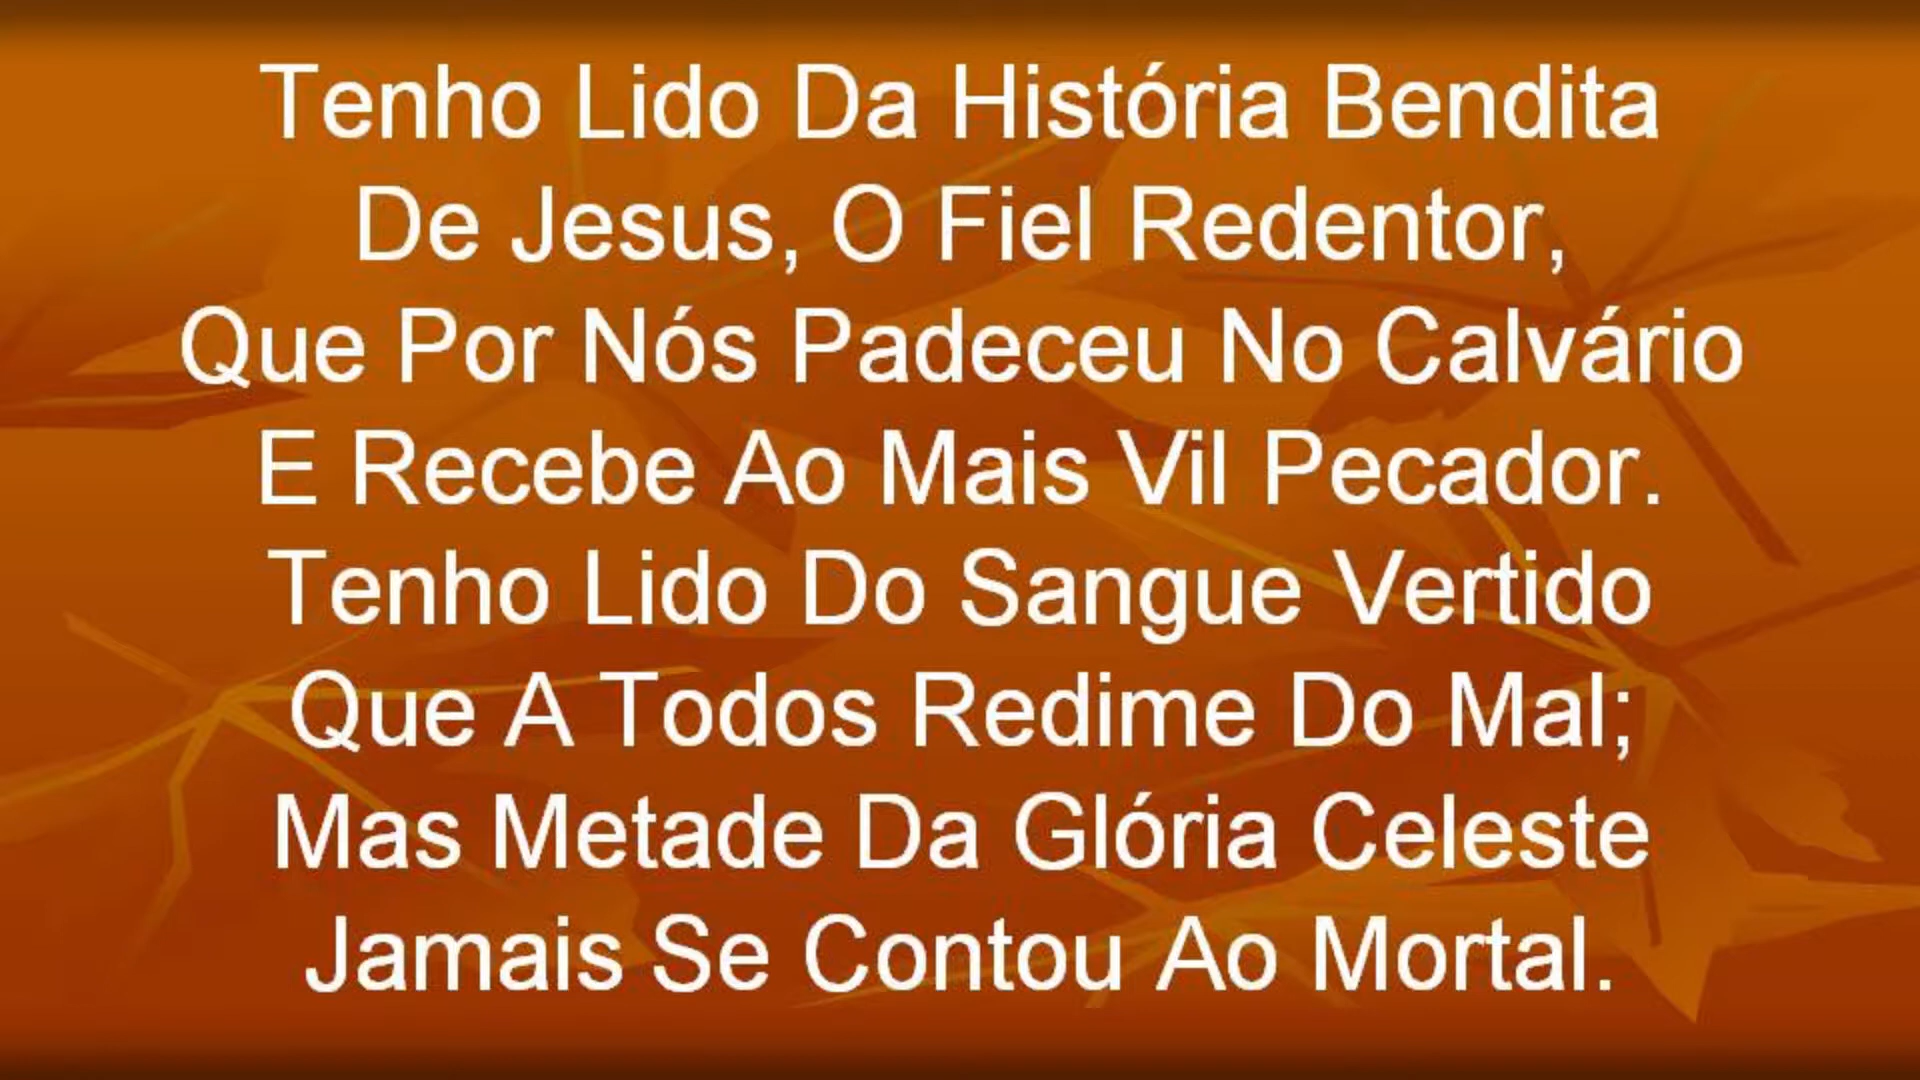 Tenho Lido Da História Bendita
De Jesus, O Fiel Redentor,
Que Por Nós Padeceu No Calvário
E Recebe Ao Mais Vil Pecador.
Tenho Lido Do Sangue Vertido
Que A Todos Redime Do Mal;
Mas Metade Da Glória Celeste
Jamais Se Contou Ao Mortal.